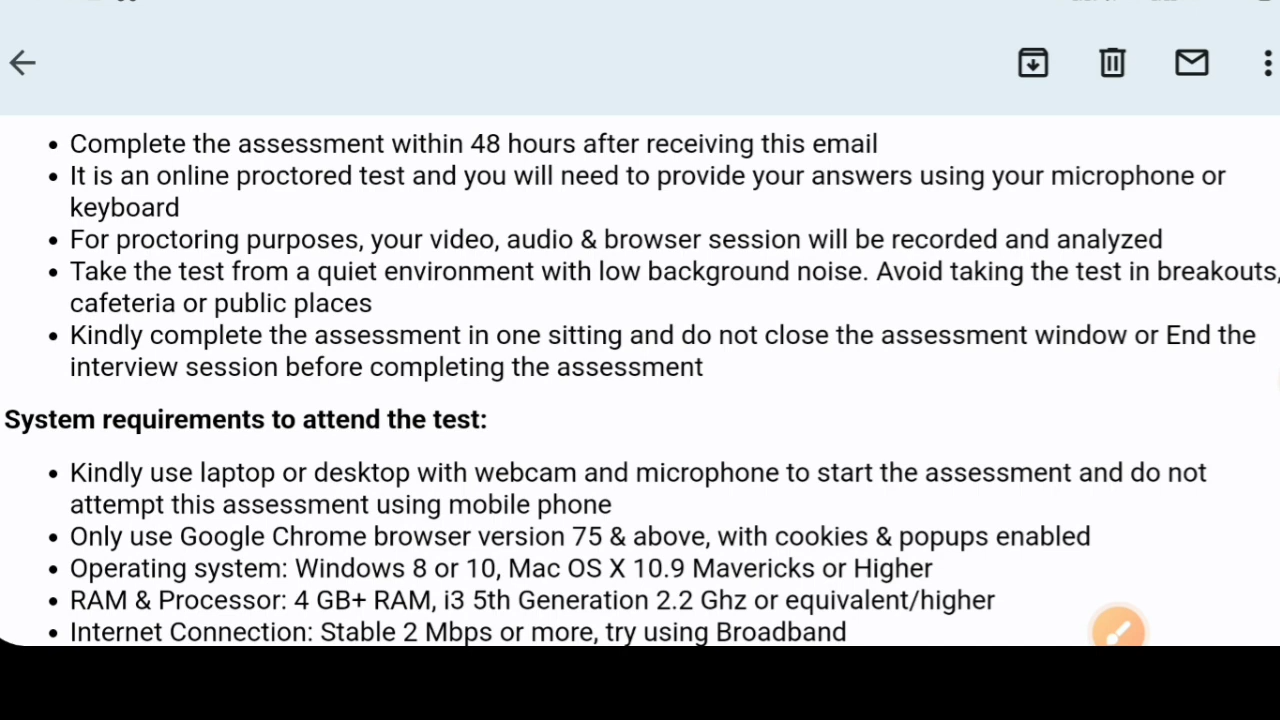 Complete the assessment within 48 hours after receiving this email
It is an online proctored test and you will need to provide your answers using your microphone or
keyboard
For proctoring purposes, your video, audio & browser session will be recorded and analyzed
Take the test from a quiet environment with low background noise. Avoid taking the test in breakouts,
cafeteria or public places
Kindly complete the assessment in one sitting and do not close the assessment window or End the
interview session before completing the assessment
System requirements to attend the test:
Kindly use laptop or desktop with webcam and microphone to start the assessment and do not
attempt this assessment using mobile phone
Only use Google Chrome browser version 75 & above, with cookies & popups enabled
Operating system: Windows 8 or 10, Mac OS X 10.9 Mavericks or Higher
RAM & Processor: 4 GB+ RAM, i3 5th Generation 2.2 Ghz or equivalent/higher
Internet Connection: Stable 2 Mbps or more, try using Broadband